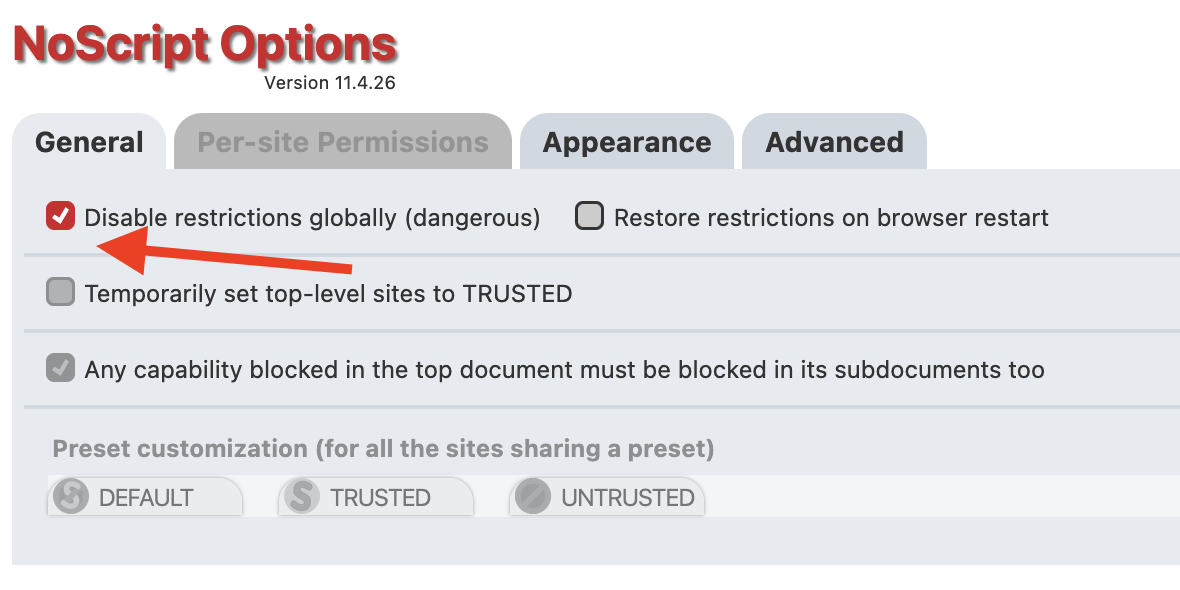 NoScript Options
Version 11.4.26
General Per-site Permissions Appearance Advanced
Disable restrictions globally (dangerous) Restore restrictions on browser restart
Temporarily set top-level sites to TRUSTED
Any capability blocked in the top document must be blocked in its subdocuments too
Preset customization (for all the sites sharing a preset)
DEFAULT TRUSTED UNTRUSTED